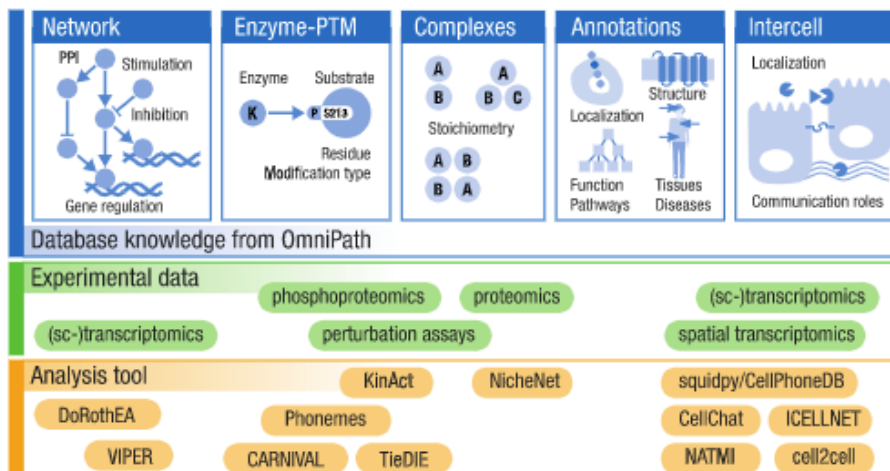 Network
Enzyme-PTM
Complexes
Annotations
Intercell
PPI
Stimulation
Inhibition
Gene regulation
Enzyme
Substrate
K
P
S213
Residue
Modification type
A
B
A
B C
Stoichiometry
A B
B A
Localization
Structure
Function
Pathways
Tissues
Diseases
Localization
Communication roles
Database knowledge from OmniPath
Experimental data
phosphoproteomics
proteomics
(sc-)transcriptomics
(sc-)transcriptomics
perturbation assays
spatial transcriptomics
Analysis tool
KinAct
NicheNet
squidpy/CellPhoneDB
DoRothEA
Phonemes
CellChat
ICELLNET
VIPER
CARNIVAL
TieDIE
NATMI
cell2cell